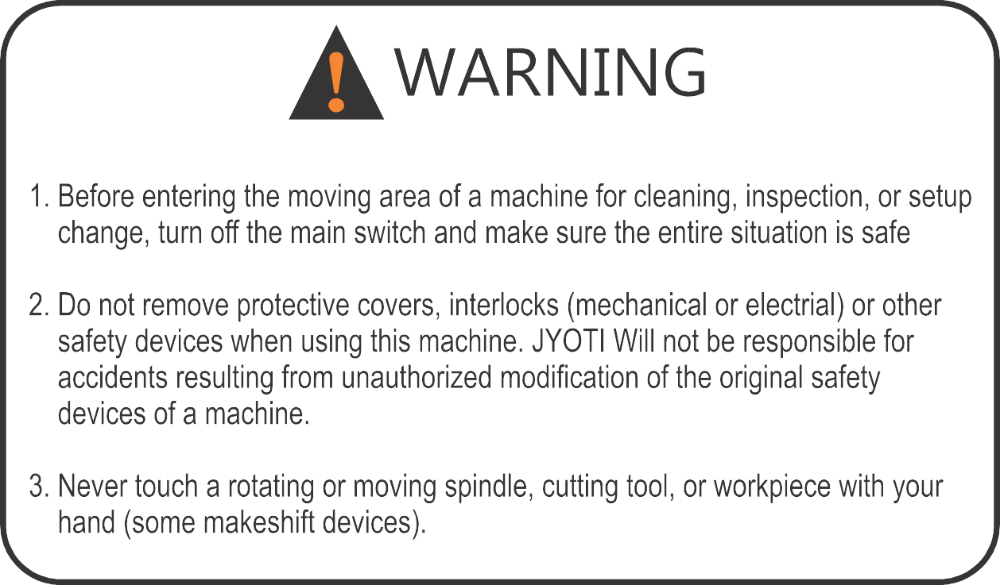 WARNING
1. Before entering the moving area of a machine for cleaning, inspection, or setup
change, turn off the main switch and make sure the entire situation is safe
2. Do not remove protective covers, interlocks (mechanical or electrial) or other
safety devices when using this machine. JYOTI Will not be responsible for
accidents resulting from unauthorized modification of the original safety
devices of a machine.
3. Never touch a rotating or moving spindle, cutting tool, or workpiece with your
hand (some makeshift devices).